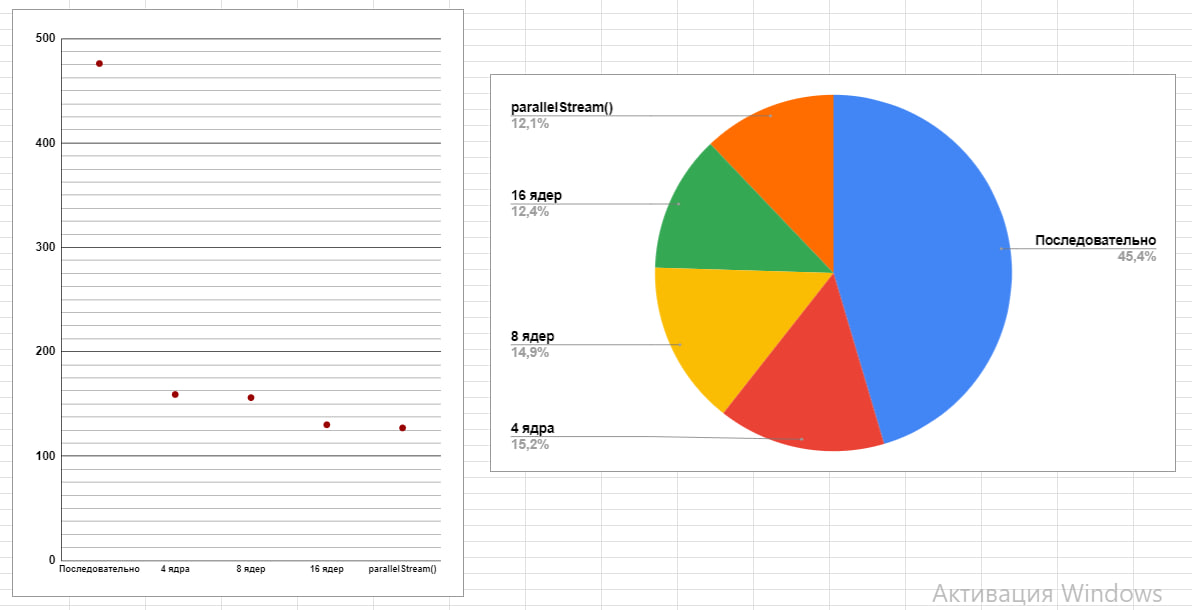 500
400
300
200
100
0
Последовательно
4 ядра
8 ядер
16 ядер
parallelStream()
parallelStream()
12,1%
16 ядер
12,4%
8 ядер
14,9%
4 ядра
15,2%
Последовательно
45,4%
Активация Windows